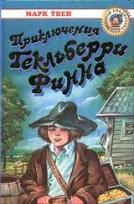 МАРК ТВЕН
Приключения
Гекльберри
Финна